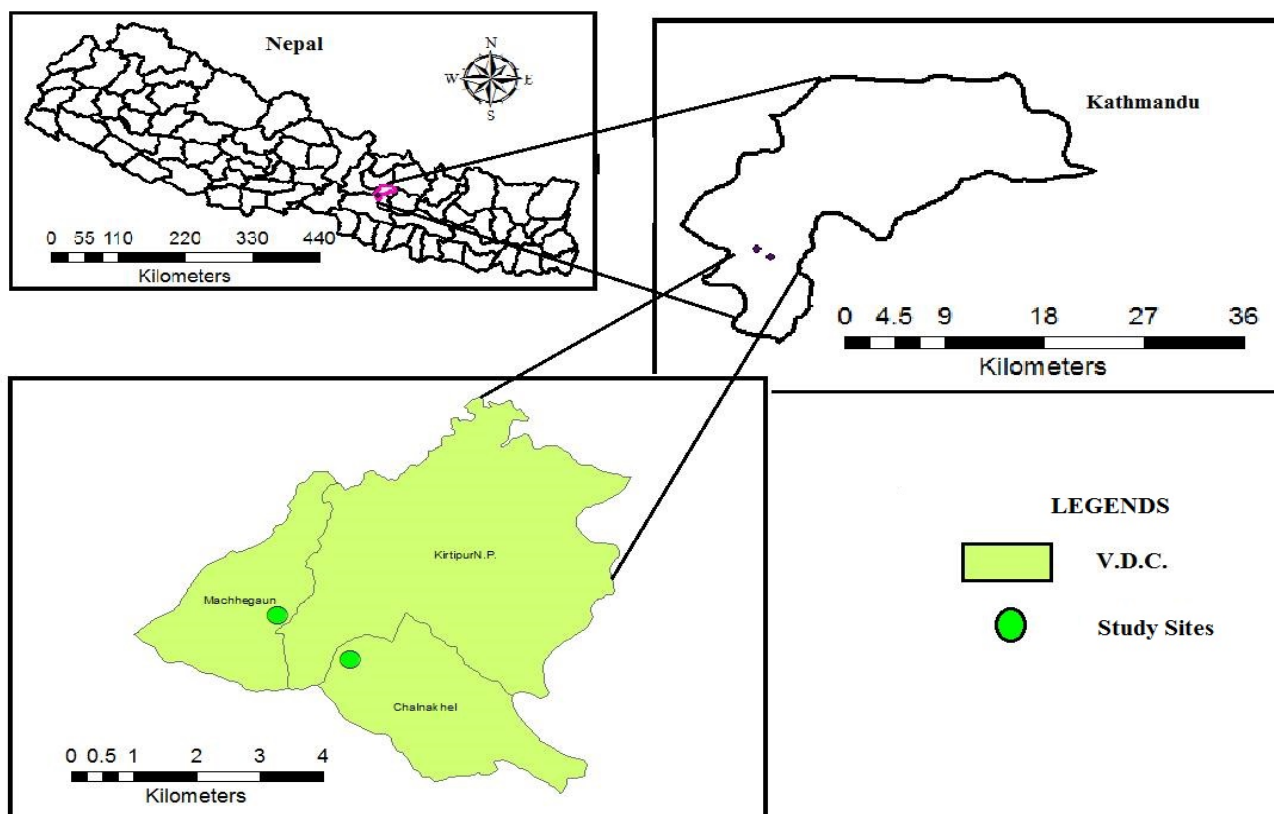 Nepal
N
W E
S
0 55 110 220 330 440
Kilometers
Kathmandu
0 4.5 9 18 27 36
Kilometers
KirtipurN.P.
Machhegaun
Chalnakhel
0 0.5 1 2 3 4
Kilometers
LEGENDS
V.D.C.
Study Sites